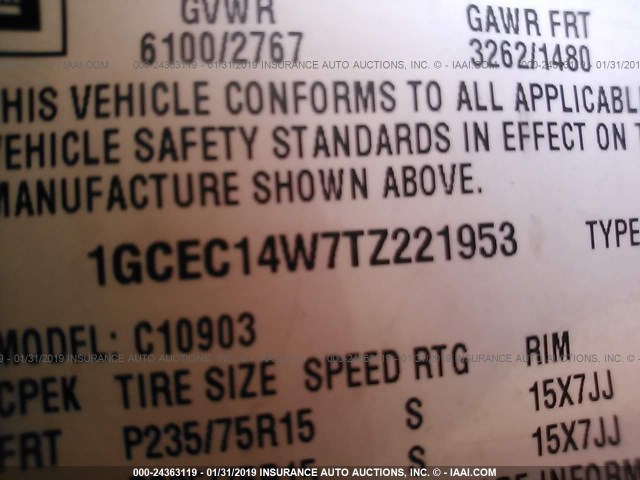 GVWR GAWR FRT
6100/2767 3262/1480
HIS VEHICLE CONFORMS TO ALL APPLICABL
VEHICLE SAFETY STANDARDS IN EFFECT ON
MANUFACTURE SHOWN ABOVE.
1GCEC14W7TZ221953 TYPE
MODEL: C10903
CPEK TIRE SIZE SPEED RTG RIM
FRT P235/75R15 S 15X7JJ
S 15X7JJ
000-24363119 - 01/31/2019 INSURANCE AUTO AUCTIONS, INC. © - IAAI.COM